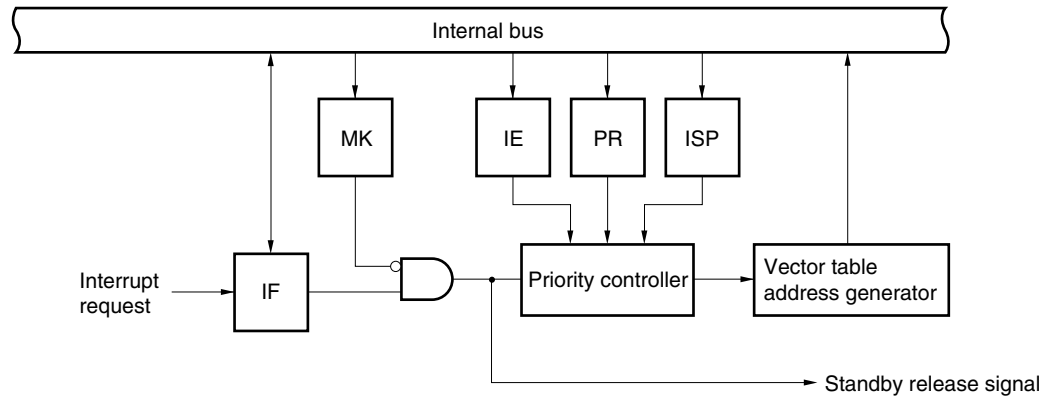 Internal bus
MK
IE
PR
ISP
Interrupt
request
IF
Priority controller
Vector table
address generator
Standby release signal